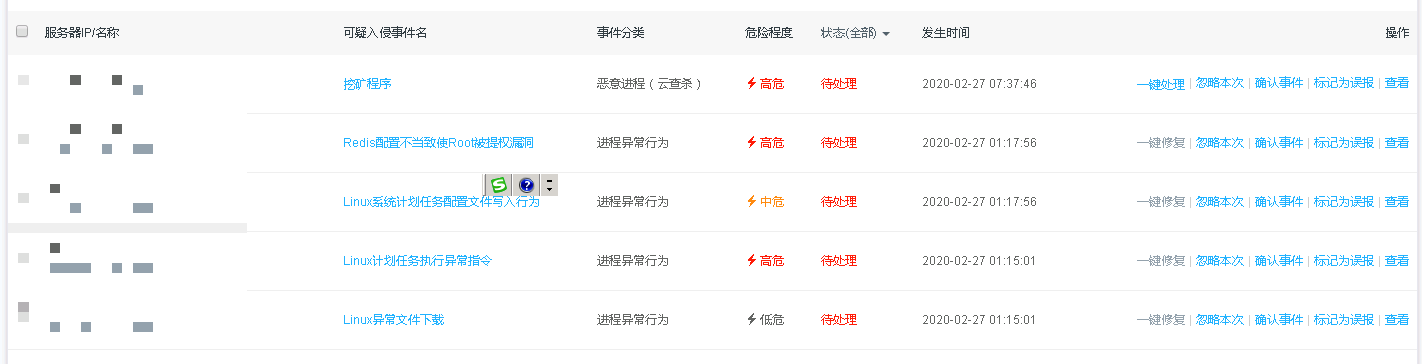 服务器IP/名称 可疑入侵事件名 事件分类 危险程度 状态(全部) 发生时间 操作
挖矿程序 恶意进程（云查杀） 高危 待处理 2020-02-27 07:37:46 一键处理 | 忽略本次 | 确认事件 | 标记为误报 | 查看
Redis配置不当致使Root被提权漏洞 进程异常行为 高危 待处理 2020-02-27 01:17:56 一键修复 | 忽略本次 | 确认事件 | 标记为误报 | 查看
Linux系统计划任务配置文件写入行为 进程异常行为 中危 待处理 2020-02-27 01:17:56 一键修复 | 忽略本次 | 确认事件 | 标记为误报 | 查看
Linux计划任务执行异常指令 进程异常行为 高危 待处理 2020-02-27 01:15:01 一键修复 | 忽略本次 | 确认事件 | 标记为误报 | 查看
Linux异常文件下载 进程异常行为 低危 待处理 2020-02-27 01:15:01 一键修复 | 忽略本次 | 确认事件 | 标记为误报 | 查看